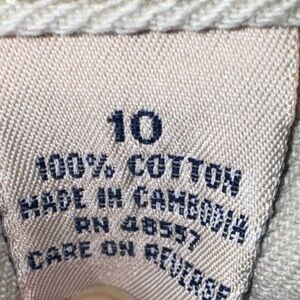 10
100% COTTON
MADE IN CAMBODIA
RN 48557
CARE ON REVERSE